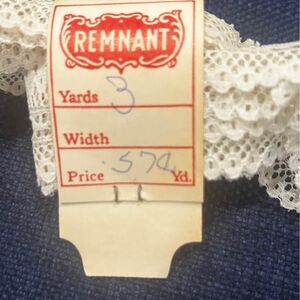 REMNANT
Yards 3
Width
Price .57¢ Yd.